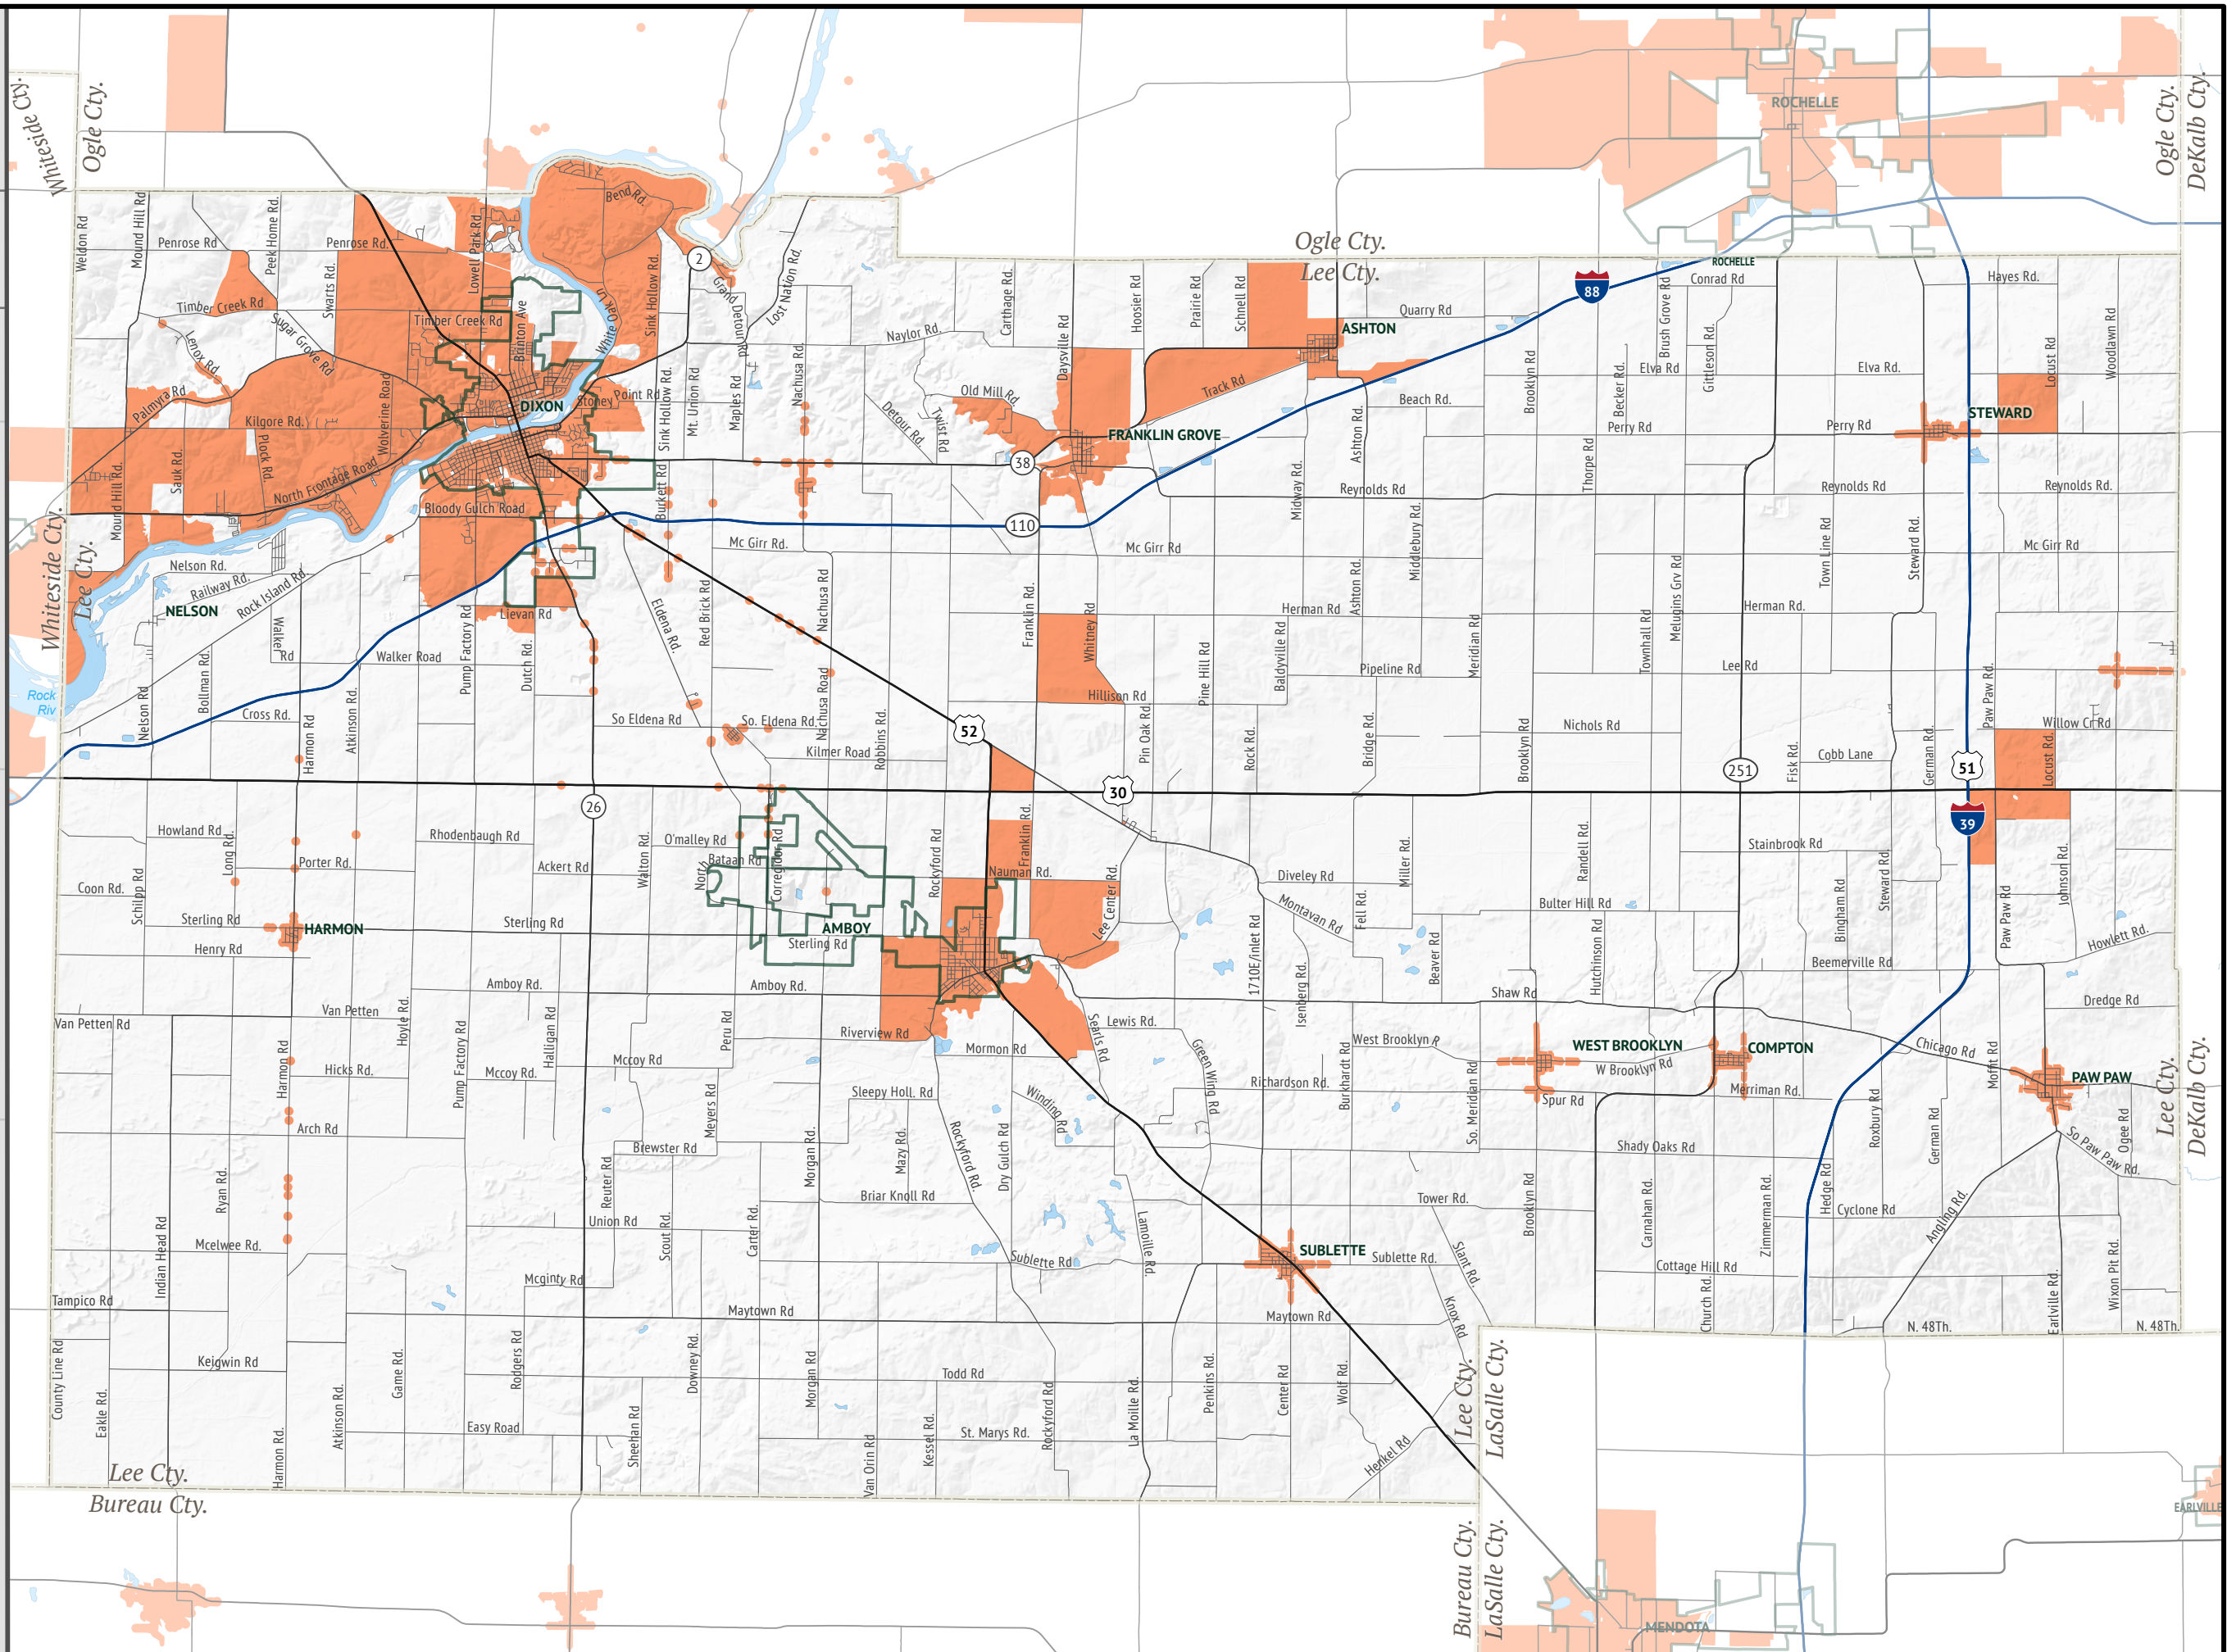 Whiteside Cty.
Ogle Cty.
ROCHELLE
Ogle Cty.
DeKalb Cty.
Bend Rd.
Weldon Rd
Mound Hill Rd
Penrose Rd
Peek Home Rd.
Penrose Rd.
Lowell Park Rd
2
Lost Nation Rd.
Ogle Cty.
Lee Cty.
ROCHELLE
Conrad Rd
Hayes Rd.
88
Timber Creek Rd
Swarts Rd.
Sugar Grove Rd
Timber Creek Rd
Brinton Ave
White Oak Ln
Sink Hollow Rd.
Grand Detour Rd
Naylor Rd.
Carthage Rd.
Daysville Rd
Hoosier Rd
Prairie Rd
Schnell Rd
ASHTON
Quarry Rd
Brush Grove Rd
Gittleson Rd.
Locust Rd
Woodlawn Rd
Lenox Rd
Palmyra Rd
Kilgore Rd.
Wolverine Road
DIXON
Stoney Point Rd
Sink Hollow Rd.
Mt. Union Rd
Maples Rd
Nachusa Rd.
Detour Rd.
Twist Rd
Old Mill Rd.
Track Rd
Beach Rd.
Brooklyn Rd
Becker Rd.
Elva Rd
Elva Rd.
STEWARD
FRANKLIN GROVE
Perry Rd
Perry Rd
Plock Rd.
Sauk Rd.
Mound Hill Rd.
North Frontage Road
Bloody Gulch Road
Burkett Rd
38
110
Midway Rd.
Ashton Rd.
Reynolds Rd
Thorpe Rd
Reynolds Rd
Reynolds Rd.
Whiteside Cty.
Lee Cty.
Nelson Rd.
Railway Rd.
Rock Island Rd.
NELSON
Mc Girr Rd.
Mc Girr Rd
Middlebury Rd.
Town Line Rd
Steward Rd.
Mc Girr Rd
Walker Rd
Walker Road
Pump Factory Rd
Lievan Rd
Dutch Rd.
Eldena Rd.
Red Brick Rd
Nachusa Rd
Franklin Rd.
Whitney Rd
Herman Rd
Ashton Rd.
Melugins Grv Rd
Herman Rd.
Townhall Rd
Meridian Rd
Baldyville Rd
Pine Hill Rd
Pipeline Rd
Lee Rd
Rock
Riv
Nelson Rd
Bollman Rd.
Cross Rd.
Harmon Rd
Atkinson Rd.
So Eldena Rd
So. Eldena Rd.
Nachusa Road
Kilmer Road
Robbins Rd.
52
Hillison Rd
Pin Oak Rd
Rock Rd.
Bridge Rd.
Brooklyn Rd
Nichols Rd
251
Fisk Rd.
Cobb Lane
German Rd.
51
Paw Paw Rd.
Willow Cr Rd
Locust Rd.
26
30
39
Howland Rd
Long Rd.
Porter Rd.
Rhodenbaugh Rd
Ackert Rd
Walton Rd.
O'malley Rd
North
Bataan Rd
Corregidor Rd
Rockyford Rd
Franklin Rd.
Nauman Rd.
Lee Center Rd.
Diveley Rd
Miller Rd.
Randell Rd.
Stainbrook Rd
Steward Rd.
Johnson Rd.
Coon Rd.
Schilpp Rd
Sterling Rd
HARMON
Henry Rd
Sterling Rd
AMBOY
Sterling Rd
Montavan Rd
Fell Rd.
Bulter Hill Rd
Bingham Rd
Paw Paw Rd
Howlett Rd.
Beaver Rd
Hutchinson Rd
Beemerville Rd
1710E/inlet Rd
Isenberg Rd.
Amboy Rd.
Amboy Rd.
Shaw Rd
Dredge Rd
Van Petten Rd
Van Petten
Hoyle Rd.
Pump Factory Rd
Halligan Rd
Peru Rd
Riverview Rd
Lewis Rd.
Searls Rd
Green Wing Rd
West Brooklyn R
WEST BROOKLYN
W Brooklyn Rd
COMPTON
Chicago Rd
Moffit Rd
PAW PAW
Harmon Rd
Hicks Rd.
Mccoy Rd.
Mccoy Rd
Mormon Rd
Richardson Rd.
Burkhardt Rd
Spur Rd
Merriman Rd.
Lee Cty.
DeKalb Cty.
Sleepy Holl. Rd
Winding Rd
Meyers Rd
Arch Rd
Brewster Rd
Mazy Rd.
Rockyford Rd.
Dry Gulch Rd
So. Meridian Rd
Shady Oaks Rd
Roxbury Rd
German Rd
Ogee Rd
So Paw Paw Rd.
Ryan Rd.
Reuter Rd
Morgan Rd.
Briar Knoll Rd
Tower Rd.
Brooklyn Rd
Carnahan Rd.
Zimmerman Rd.
Hedge Rd
Cyclone Rd
Angling Rd.
Indian Head Rd
Mcelwee Rd.
Union Rd
Scout Rd.
Carter Rd.
Lamoille Rd.
Sublette Rd
SUBLETTE
Sublette Rd.
Slant Rd.
Cottage Hill Rd
Wixon Pit Rd.
Earlville Rd.
Tampico Rd
Mcginty Rd
Maytown Rd
Maytown Rd
Knox Rd
Church Rd.
N. 48Th.
N. 48Th.
County Line Rd
Keigwin Rd
Eakle Rd.
Harmon Rd.
Atkinson Rd.
Game Rd.
Rodgers Rd
Easy Road
Sheehan Rd
Downey Rd.
Morgan Rd
Van Orin Rd
Todd Rd
Kessel Rd.
St. Marys Rd.
Rockyford Rd
La Moille Rd.
Penkins Rd.
Center Rd
Wolf Rd.
Henkel Rd
Lee Cty.
LaSalle Cty.
Lee Cty.
Bureau Cty.
Bureau Cty.
LaSalle Cty.
EARLVILLE
MENDOTA